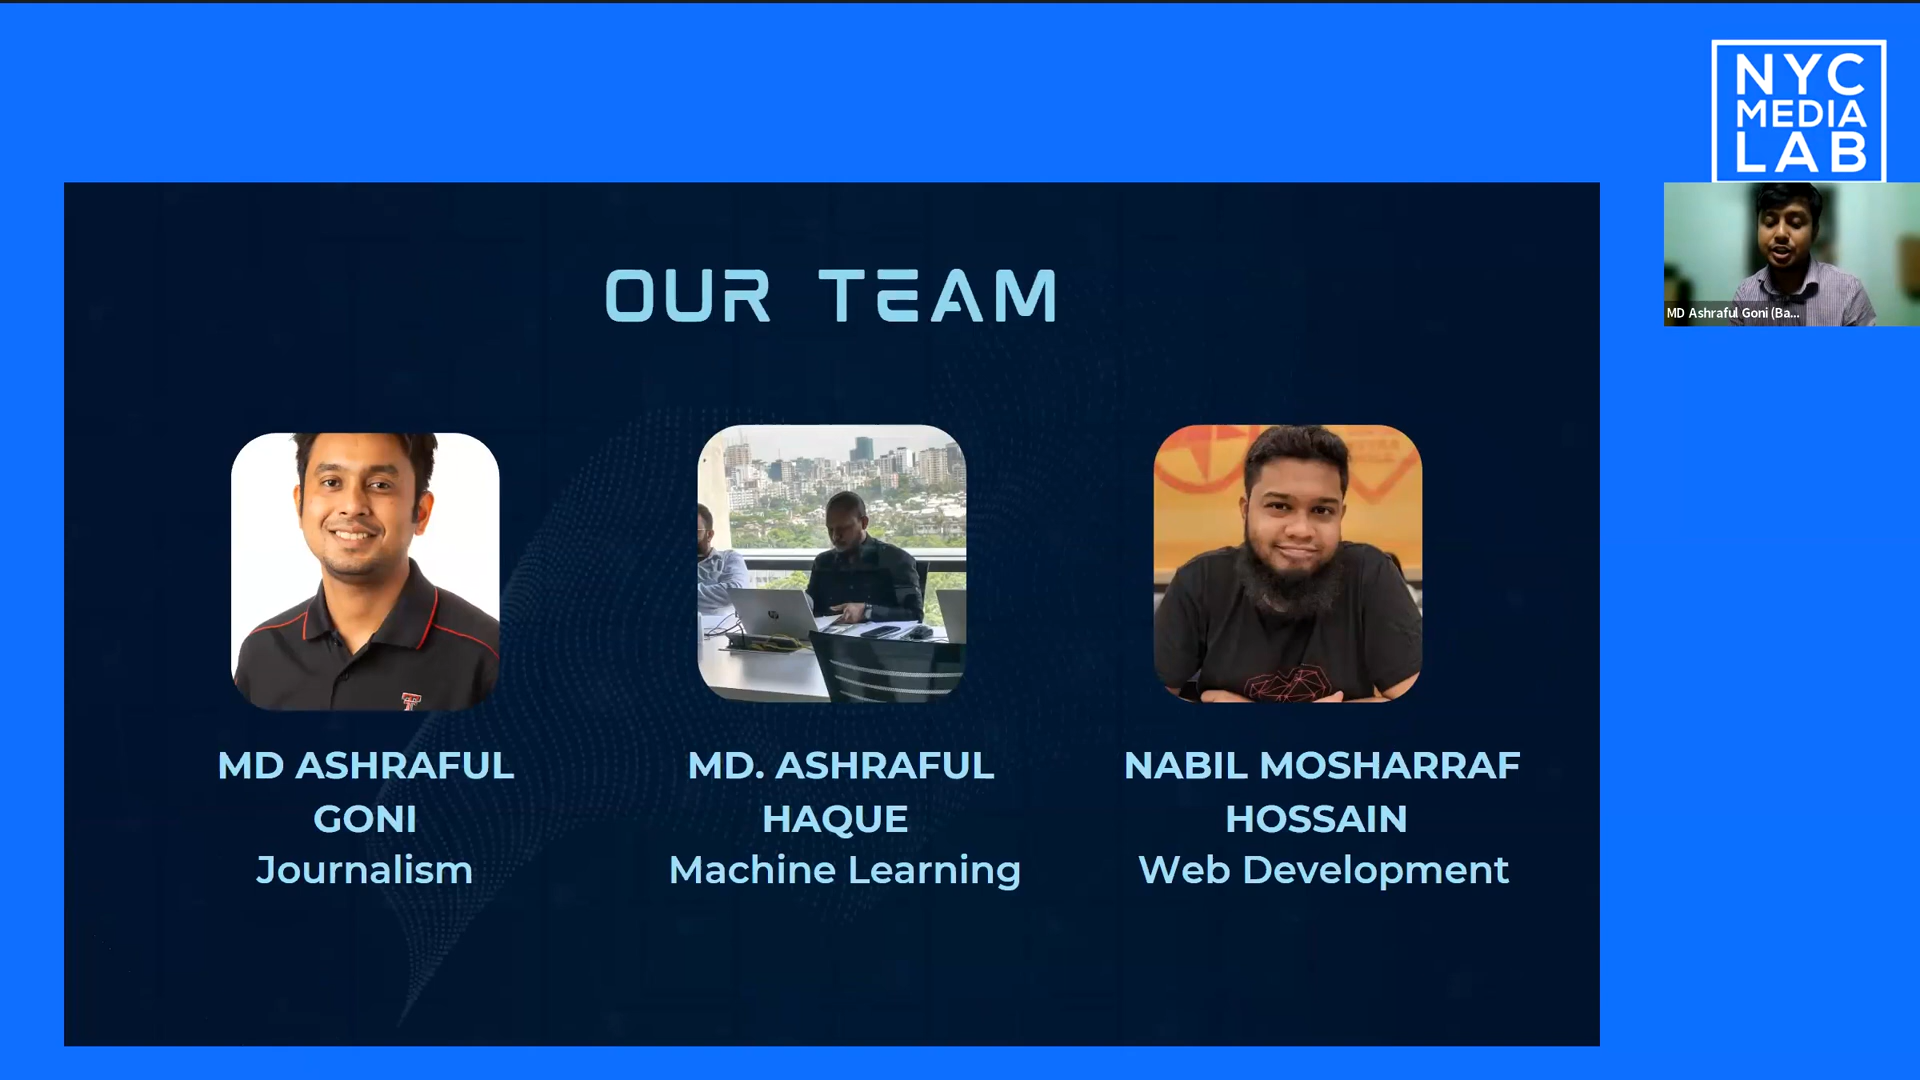 NYC
MEDIA
LAB
MD Ashraful Goni (Ba...
OUR TEAM
MD ASHRAFUL
GONI
Journalism
MD. ASHRAFUL
HAQUE
Machine Learning
NABIL MOSHARRAF
HOSSAIN
Web Development